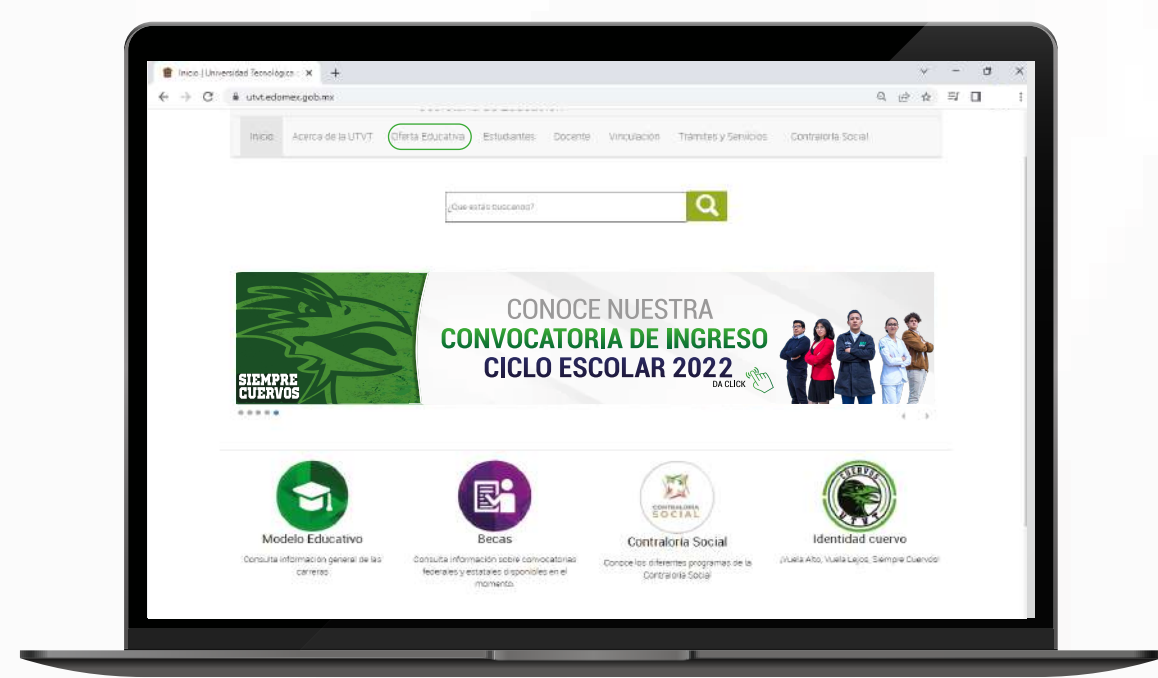 Inicio | Universidad Tecnológica
utvt.edomex.gob.mx
Inicio Acerca de la UTVT Oferta Educativa Estudiantes Docente Vinculación Trámites y Servicios Contraloría Social
¿Que estás buscando?
CONOCE NUESTRA
CONVOCATORIA DE INGRESO
CICLO ESCOLAR 2022
DA CLICK
SIEMPRE
CUERVOS
CONTRALORÍA
SOCIAL
CUERVOS
UTVT
Modelo Educativo
Consulta información general de las
carreras
Becas
Consulta información sobre convocatorias
federales y estatales disponibles en el
momento.
Contraloría Social
Conoce los diferentes programas de la
Contraloría Social
Identidad cuervo
¡Vuela Alto, Vuela Lejos, Siempre Cuervos!